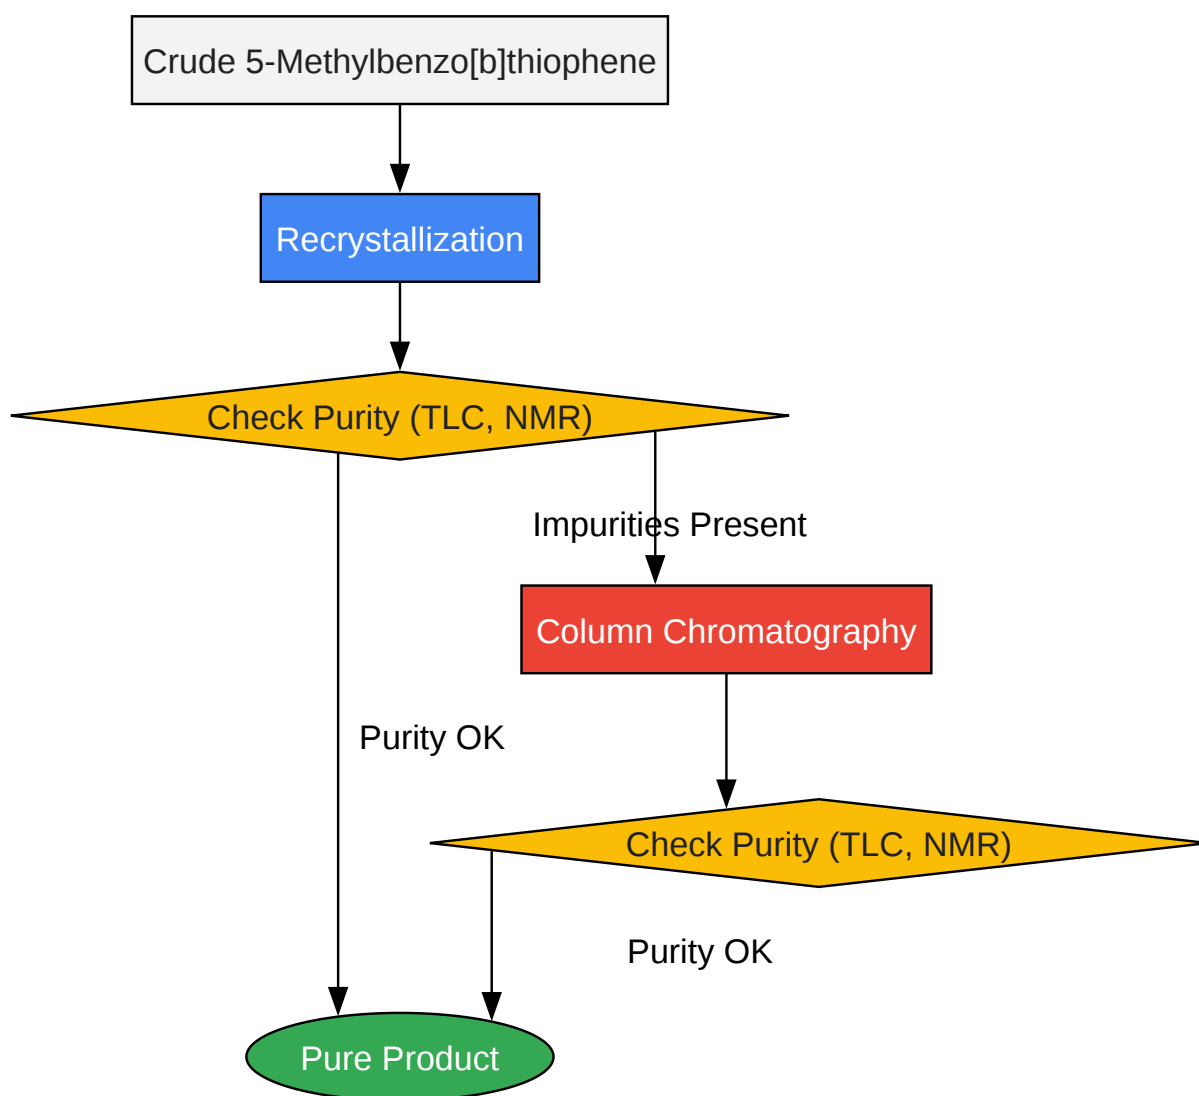 Crude 5-Methylbenzo[b]thiophene
Recrystallization
Check Purity (TLC, NMR)
Impurities Present
Column Chromatography
Purity OK
Check Purity (TLC, NMR)
Purity OK
Pure Product